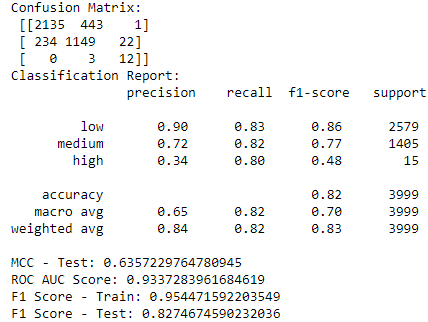 Confusion Matrix:
[[2135 443 1]
[ 234 1149 22]
[ 0 3 12]]
Classification Report:
precision recall f1-score support
low 0.90 0.83 0.86 2579
medium 0.72 0.82 0.77 1405
high 0.34 0.80 0.48 15
accuracy 0.82 3999
macro avg 0.65 0.82 0.70 3999
weighted avg 0.84 0.82 0.83 3999
MCC - Test: 0.6357229764780945
ROC AUC Score: 0.9337283961684619
F1 Score - Train: 0.954471592203549
F1 Score - Test: 0.8274674590232036